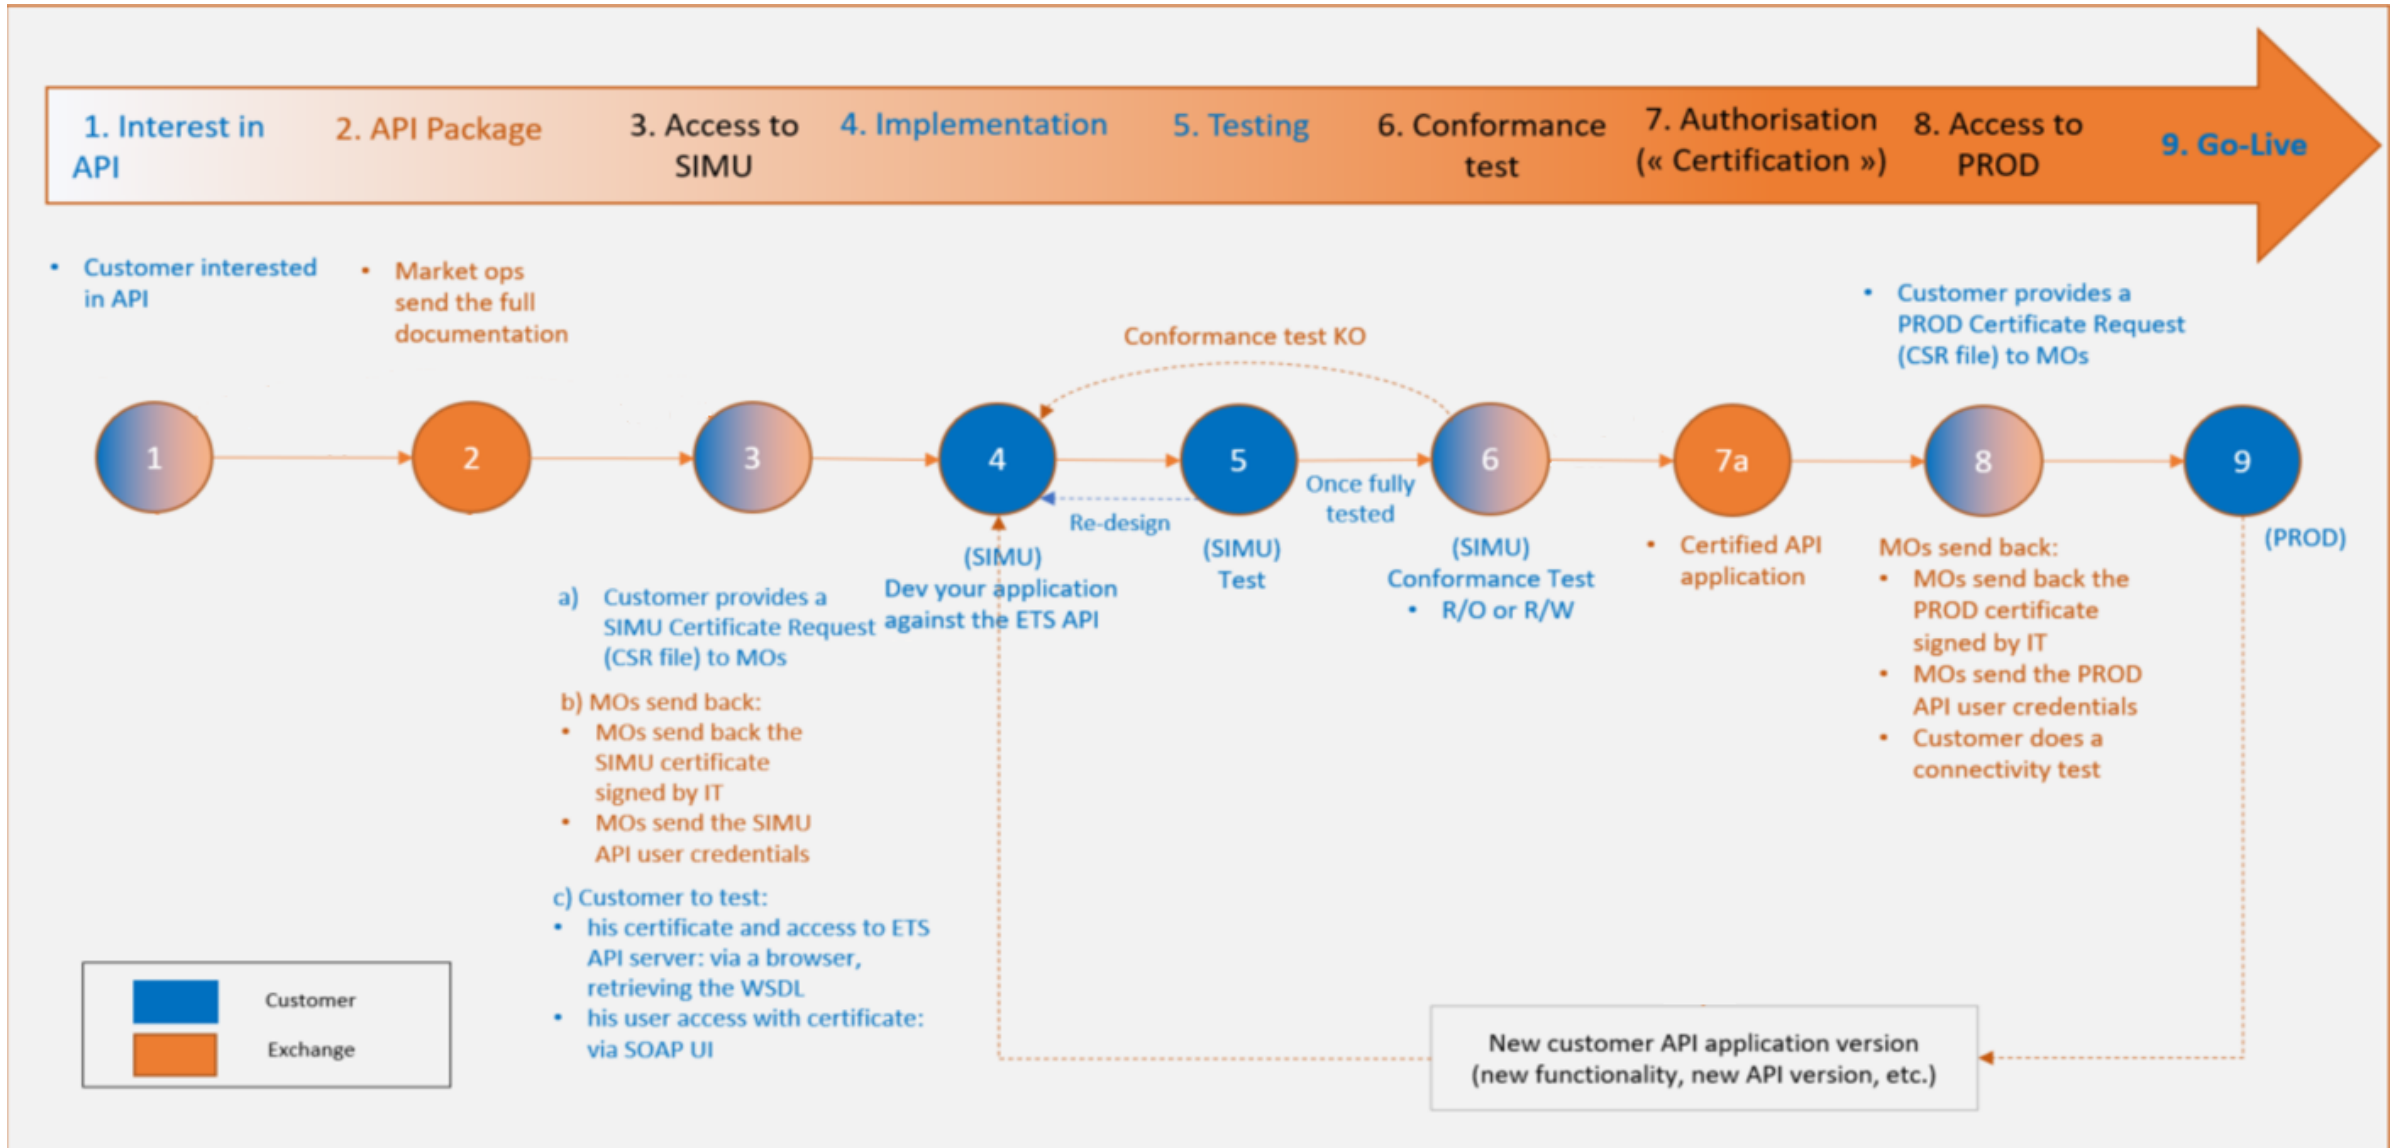 1. Interest in
API
2. API Package
3. Access to
SIMU
4. Implementation
5. Testing
6. Conformance
test
7. Authorisation
(« Certification »)
8. Access to
PROD
9. Go-Live
• Customer interested
in API
• Market ops
send the full
documentation
• Customer provides a
PROD Certificate Request
(CSR file) to MOs
Conformance test KO
1
2
3
4
5
6
7a
8
9
Re-design
Once fully
tested
(SIMU)
Dev your application
against the ETS API
(SIMU)
Test
(SIMU)
Conformance Test
• R/O or R/W
• Certified API
application
MOs send back:
• MOs send back the
PROD certificate
signed by IT
• MOs send the PROD
API user credentials
• Customer does a
connectivity test
(PROD)
a) Customer provides a
SIMU Certificate Request
(CSR file) to MOs
b) MOs send back:
• MOs send back the
SIMU certificate
signed by IT
• MOs send the SIMU
API user credentials
c) Customer to test:
• his certificate and access to ETS
API server: via a browser,
retrieving the WSDL
• his user access with certificate:
via SOAP UI
Customer
Exchange
New customer API application version
(new functionality, new API version, etc.)